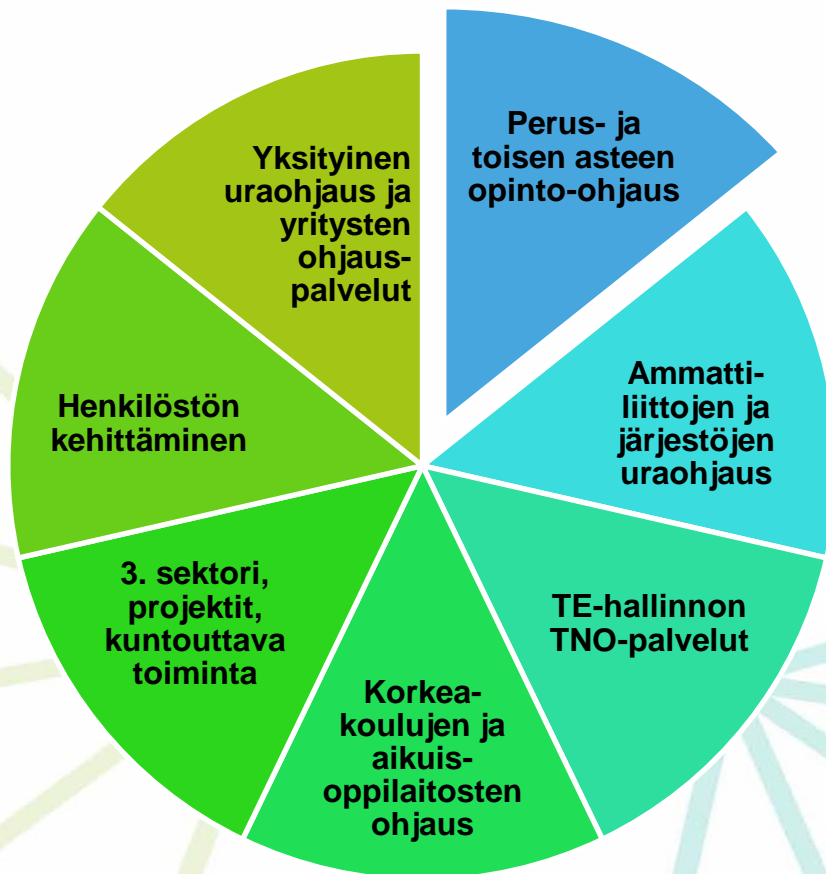 Perus- ja
toisen asteen
opinto-ohjaus
Ammatti-
liittojen ja
järjestöjen
uraohjaus
TE-hallinnon
TNO-palvelut
Korkea-
koulujen ja
aikuis-
oppilaitosten
ohjaus
3. sektori,
projektit,
kuntouttava
toiminta
Henkilöstön
kehittäminen
Yksityinen
uraohjaus ja
yritysten
ohjaus-
palvelut